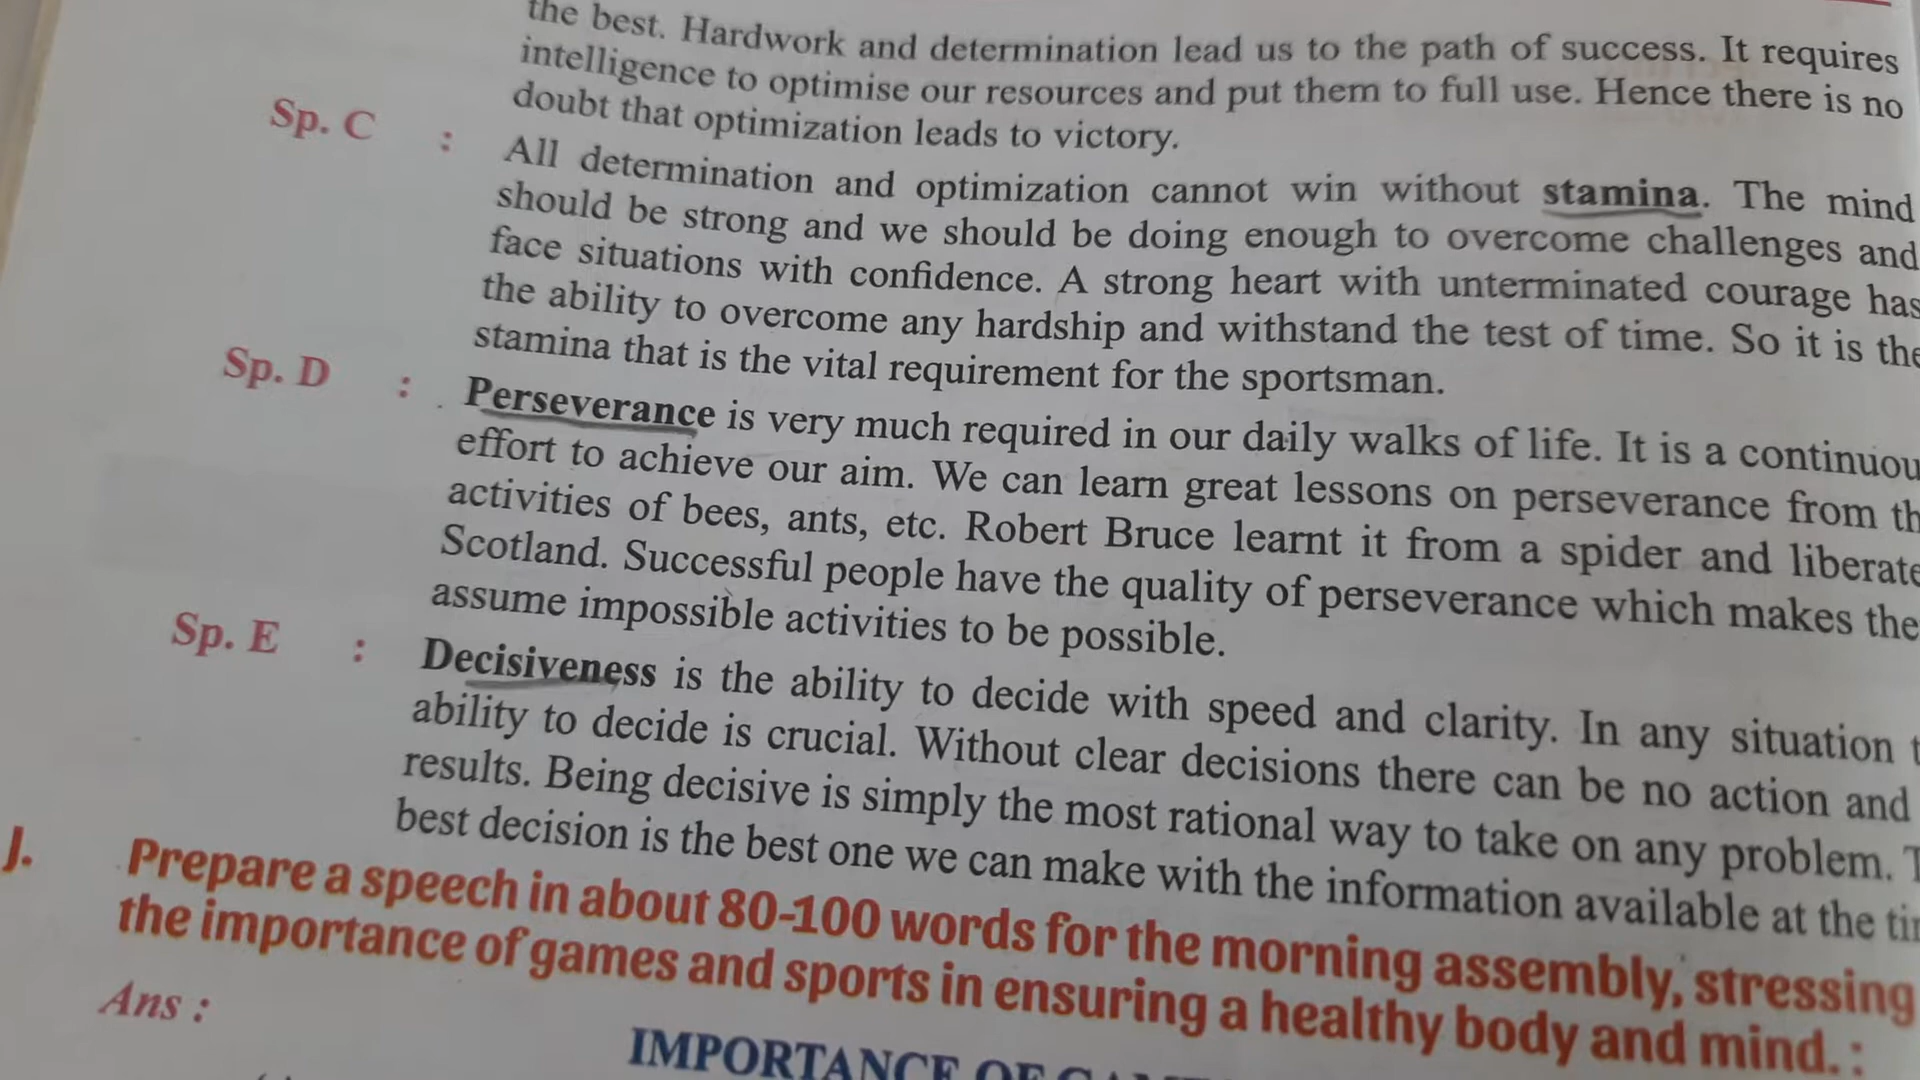 the best. Hardwork and determination lead us to the path of success. It requires
intelligence to optimise our resources and put them to full use. Hence there is no
doubt that optimization leads to victory.
Sp. C : All determination and optimization cannot win without stamina. The mind
should be strong and we should be doing enough to overcome challenges and
face situations with confidence. A strong heart with unterminated courage has
the ability to overcome any hardship and withstand the test of time. So it is the
stamina that is the vital requirement for the sportsman.
Sp. D : Perseverance is very much required in our daily walks of life. It is a continuou
effort to achieve our aim. We can learn great lessons on perseverance from th
activities of bees, ants, etc. Robert Bruce learnt it from a spider and liberate
Scotland. Successful people have the quality of perseverance which makes the
assume impossible activities to be possible.
Sp. E : Decisiveness is the ability to decide with speed and clarity. In any situation t
ability to decide is crucial. Without clear decisions there can be no action and
results. Being decisive is simply the most rational way to take on any problem. T
best decision is the best one we can make with the information available at the tim
J. Prepare a speech in about 80-100 words for the morning assembly, stressing
the importance of games and sports in ensuring a healthy body and mind. :
Ans :
IMPORTANCE OF